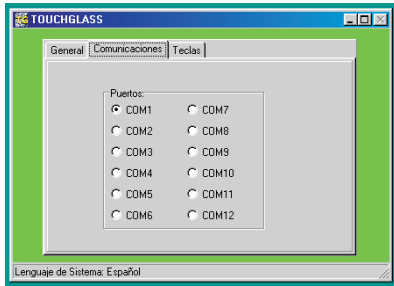 TOUCHGLASS
General Comunicaciones Teclas
Puertos:
COM1 COM7
COM2 COM8
COM3 COM9
COM4 COM10
COM5 COM11
COM6 COM12
Lenguaje de Sistema: Español